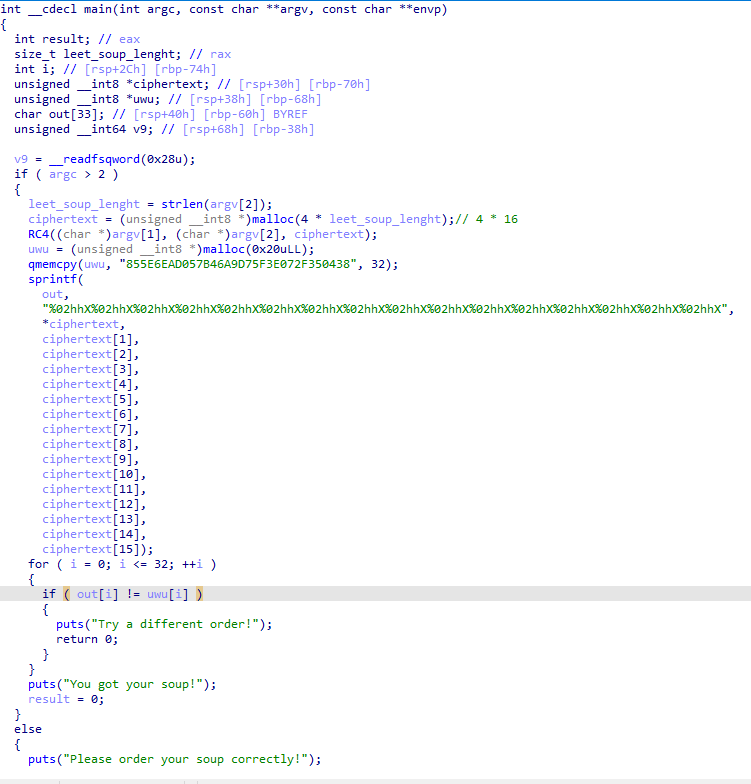 int __cdecl main(int argc, const char **argv, const char **envp)
{
  int result; // eax
  size_t leet_soup_lenght; // rax
  int i; // [rsp+2Ch] [rbp-74h]
  unsigned __int8 *ciphertext; // [rsp+30h] [rbp-70h]
  unsigned __int8 *uwu; // [rsp+38h] [rbp-68h]
  char out[33]; // [rsp+40h] [rbp-60h] BYREF
  unsigned __int64 v9; // [rsp+68h] [rbp-38h]

  v9 = __readfsqword(0x28u);
  if ( argc > 2 )
  {
    leet_soup_lenght = strlen(argv[2]);
    ciphertext = (unsigned __int8 *)malloc(4 * leet_soup_lenght);// 4 * 16
    RC4((char *)argv[1], (char *)argv[2], ciphertext);
    uwu = (unsigned __int8 *)malloc(0x20uLL);
    qmemcpy(uwu, "855E6EAD057B46A9D75F3E072F350438", 32);
    sprintf(
      out,
      "%02hhX%02hhX%02hhX%02hhX%02hhX%02hhX%02hhX%02hhX%02hhX%02hhX%02hhX%02hhX%02hhX%02hhX%02hhX%02hhX",
      *ciphertext,
      ciphertext[1],
      ciphertext[2],
      ciphertext[3],
      ciphertext[4],
      ciphertext[5],
      ciphertext[6],
      ciphertext[7],
      ciphertext[8],
      ciphertext[9],
      ciphertext[10],
      ciphertext[11],
      ciphertext[12],
      ciphertext[13],
      ciphertext[14],
      ciphertext[15]);
    for ( i = 0; i <= 32; ++i )
    {
      if ( out[i] != uwu[i] )
      {
        puts("Try a different order!");
        return 0;
      }
    }
    puts("You got your soup!");
    result = 0;
  }
  else
  {
    puts("Please order your soup correctly!");